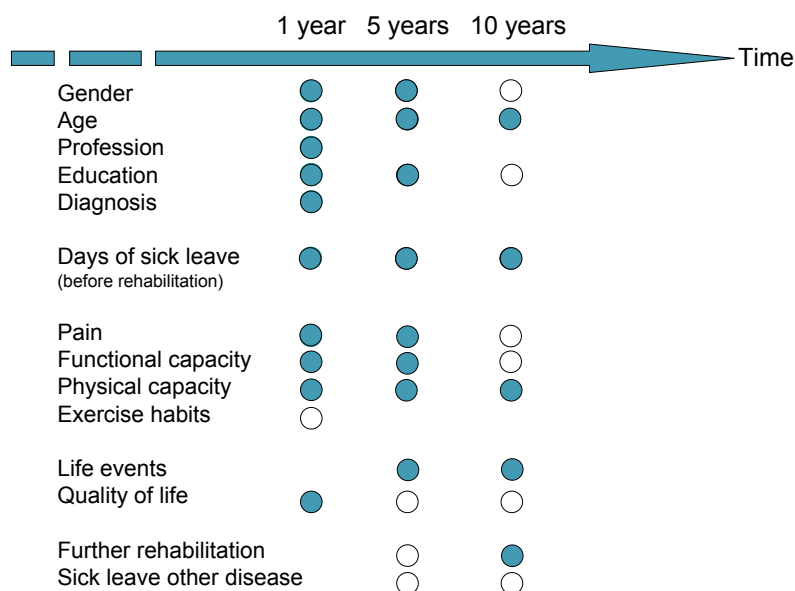 1 year 5 years 10 years
Time
Gender
Age
Profession
Education
Diagnosis
Days of sick leave
(before rehabilitation)
Pain
Functional capacity
Physical capacity
Exercise habits
Life events
Quality of life
Further rehabilitation
Sick leave other disease